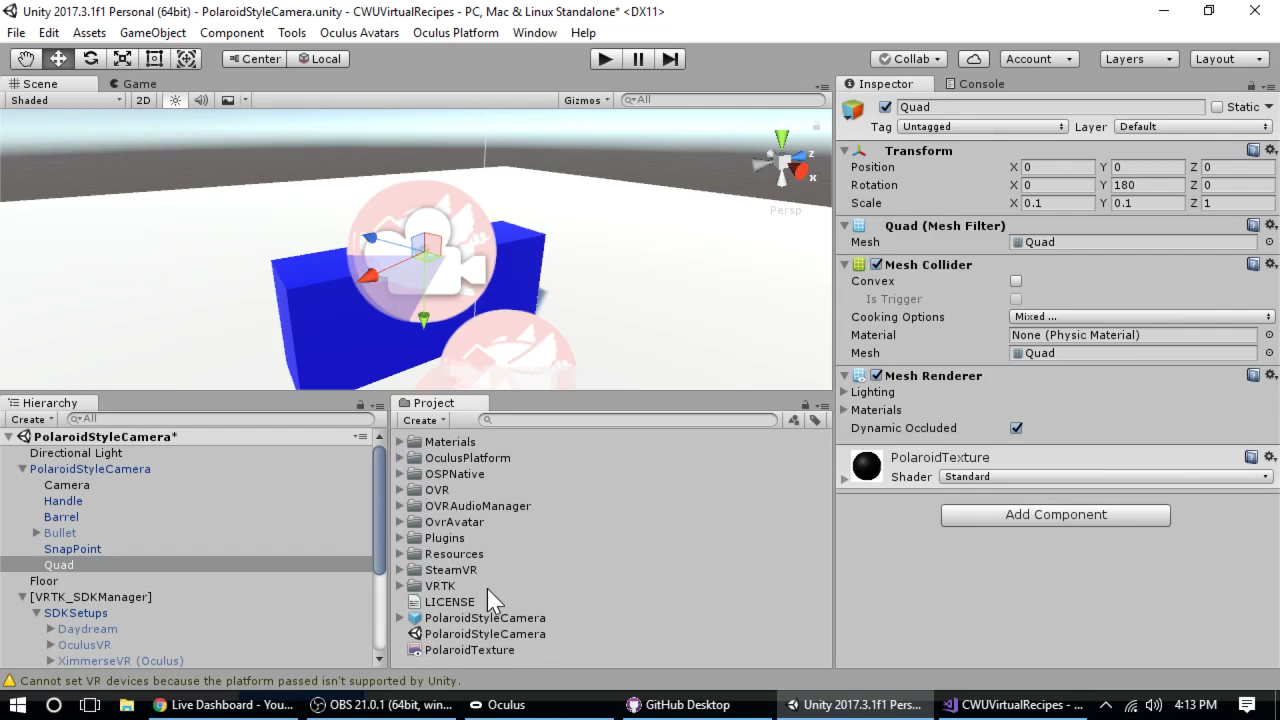 Unity 2017.3.1f1 Personal (64bit) - PolaroidStyleCamera.unity - CWUVirtualRecipes - PC, Mac & Linux Standalone* <DX11>
File Edit Assets GameObject Component Tools Oculus Avatars Oculus Platform Window Help
Center Local Collab Account Layers Layout
Scene Game
Shaded 2D Gizmos All
z
x
Persp
Inspector Console
Quad Static
Tag Untagged Layer Default
Transform
Position X 0 Y 0 Z 0
Rotation X 0 Y 180 Z 0
Scale X 0.1 Y 0.1 Z 1
Quad (Mesh Filter)
Mesh Quad
Mesh Collider
Convex
Is Trigger
Cooking Options Mixed ...
Material None (Physic Material)
Mesh Quad
Mesh Renderer
Lighting
Materials
Dynamic Occluded
PolaroidTexture
Shader Standard
Add Component
Hierarchy
Create All
PolaroidStyleCamera*
Directional Light
PolaroidStyleCamera
Camera
Handle
Barrel
Bullet
SnapPoint
Quad
Floor
[VRTK_SDKManager]
SDKSetups
Daydream
OculusVR
XimmerseVR (Oculus)
Project
Create
Materials
OculusPlatform
OSPNative
OVR
OVRAudioManager
OvrAvatar
Plugins
Resources
SteamVR
VRTK
LICENSE
PolaroidStyleCamera
PolaroidStyleCamera
PolaroidTexture
Cannot set VR devices because the platform passed isn't supported by Unity.
Live Dashboard - You... OBS 21.0.1 (64bit, win... Oculus GitHub Desktop Unity 2017.3.1f1 Pers... CWUVirtualRecipes - ... 4:13 PM